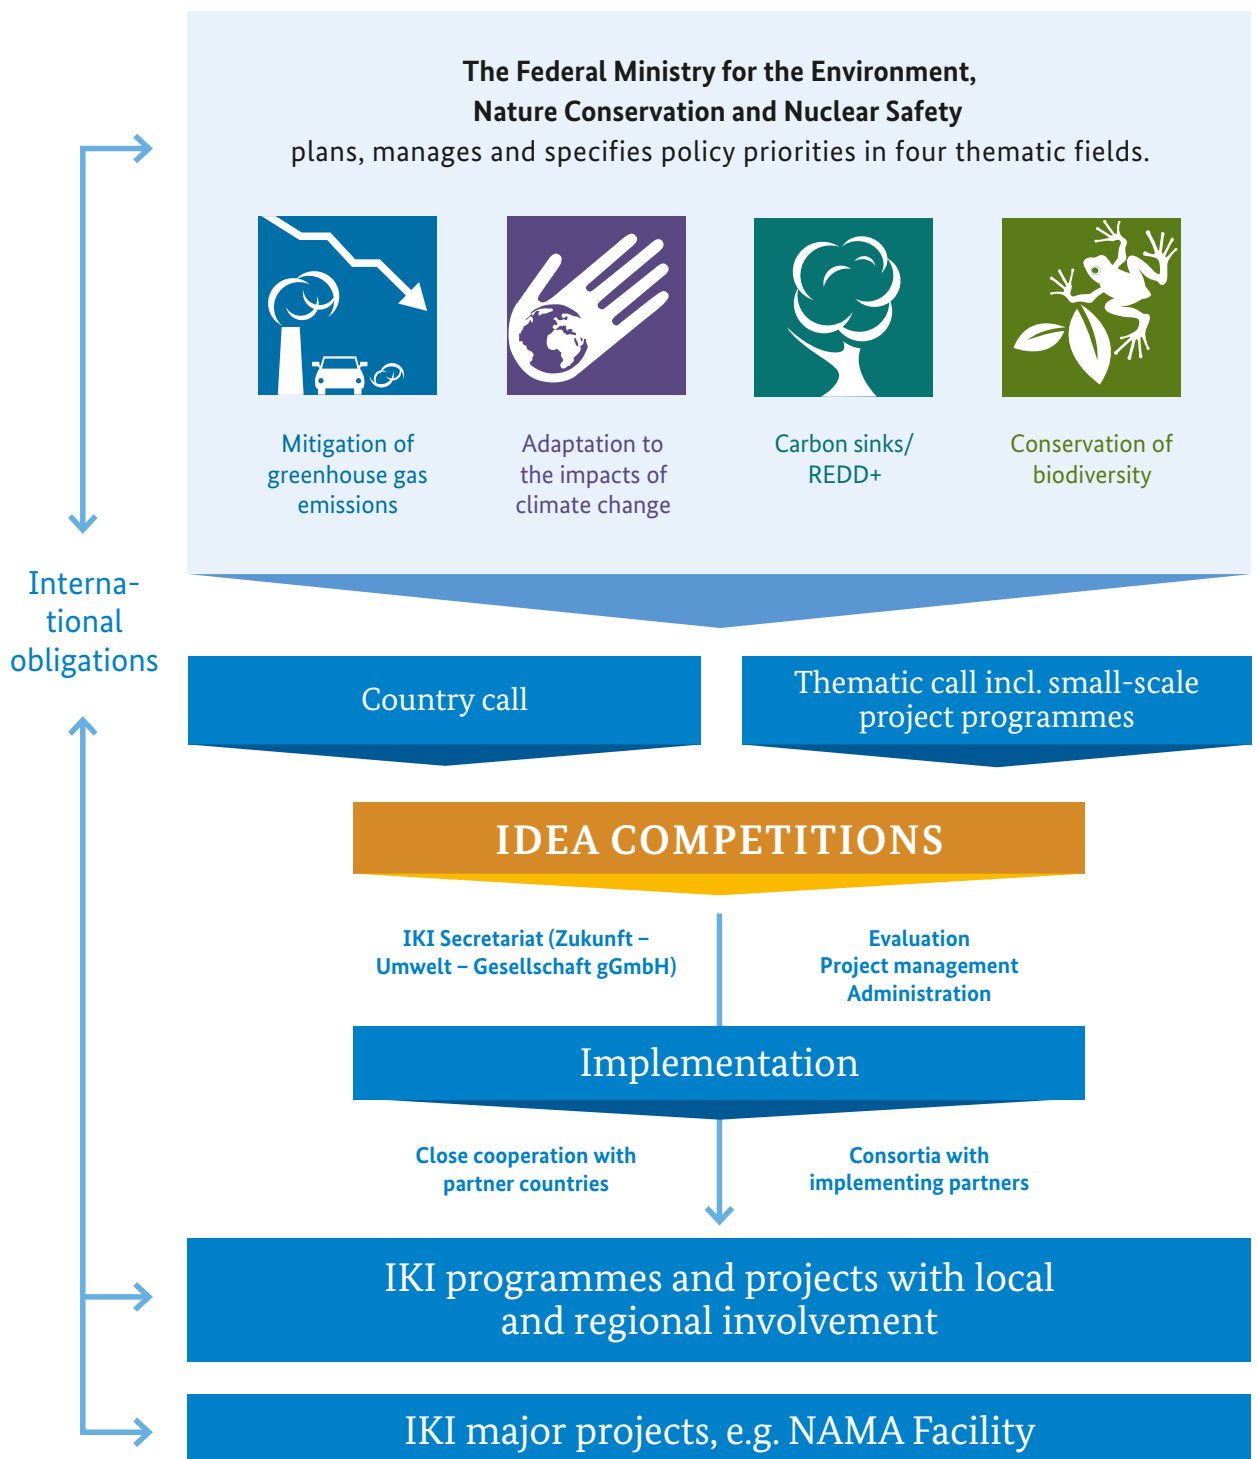 The Federal Ministry for the Environment,
Nature Conservation and Nuclear Safety
plans, manages and specifies policy priorities in four thematic fields.
Mitigation of
greenhouse gas
emissions
Adaptation to
the impacts of
climate change
Carbon sinks/
REDD+
Conservation of
biodiversity
Interna-
tional
obligations
Country call
Thematic call incl. small-scale
project programmes
IDEA COMPETITIONS
IKI Secretariat (Zukunft –
Umwelt – Gesellschaft gGmbH)
Evaluation
Project management
Administration
Implementation
Close cooperation with
partner countries
Consortia with
implementing partners
IKI programmes and projects with local
and regional involvement
IKI major projects, e.g. NAMA Facility